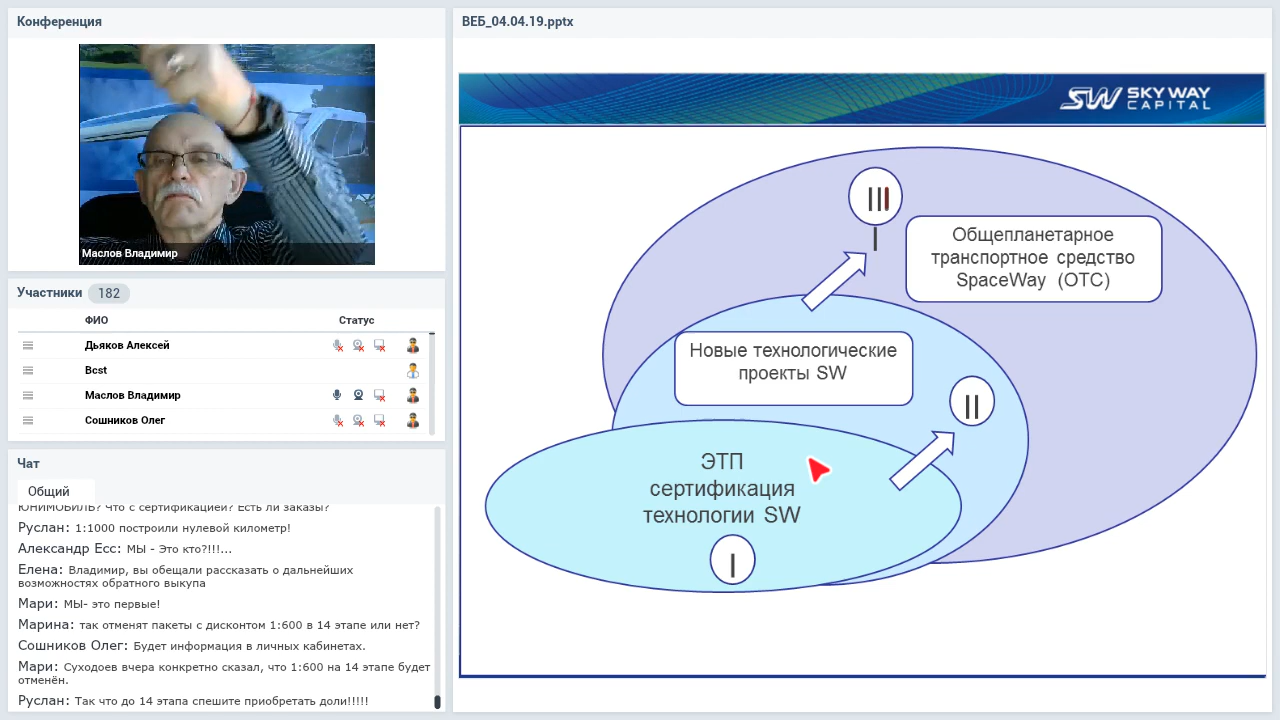 Конференция
Маслов Владимир
Участники 182
ФИО Статус
Дьяков Алексей
Bcst
Маслов Владимир
Сошников Олег
Чат
Общий
ЮНИМОБИЛЬ? Что с сертификацией? Есть ли заказы?
Руслан: 1:1000 построили нулевой километр!
Александр Есс: МЫ - Это кто?!!!...
Елена: Владимир, вы обещали рассказать о дальнейших
возможностях обратного выкупа
Мари: МЫ- это первые!
Марина: так отменят пакеты с дисконтом 1:600 в 14 этапе или нет?
Сошников Олег: Будет информация в личных кабинетах.
Мари: Суходоев вчера конкретно сказал, что 1:600 на 14 этапе будет
отменён.
Руслан: Так что до 14 этапа спешите приобретать доли!!!!!
ВЕБ_04.04.19.pptx
SW SKY WAY
CAPITAL
III
I
Общепланетарное
транспортное средство
SpaceWay (ОТС)
Новые технологические
проекты SW
II
ЭТП
сертификация
технологии SW
I